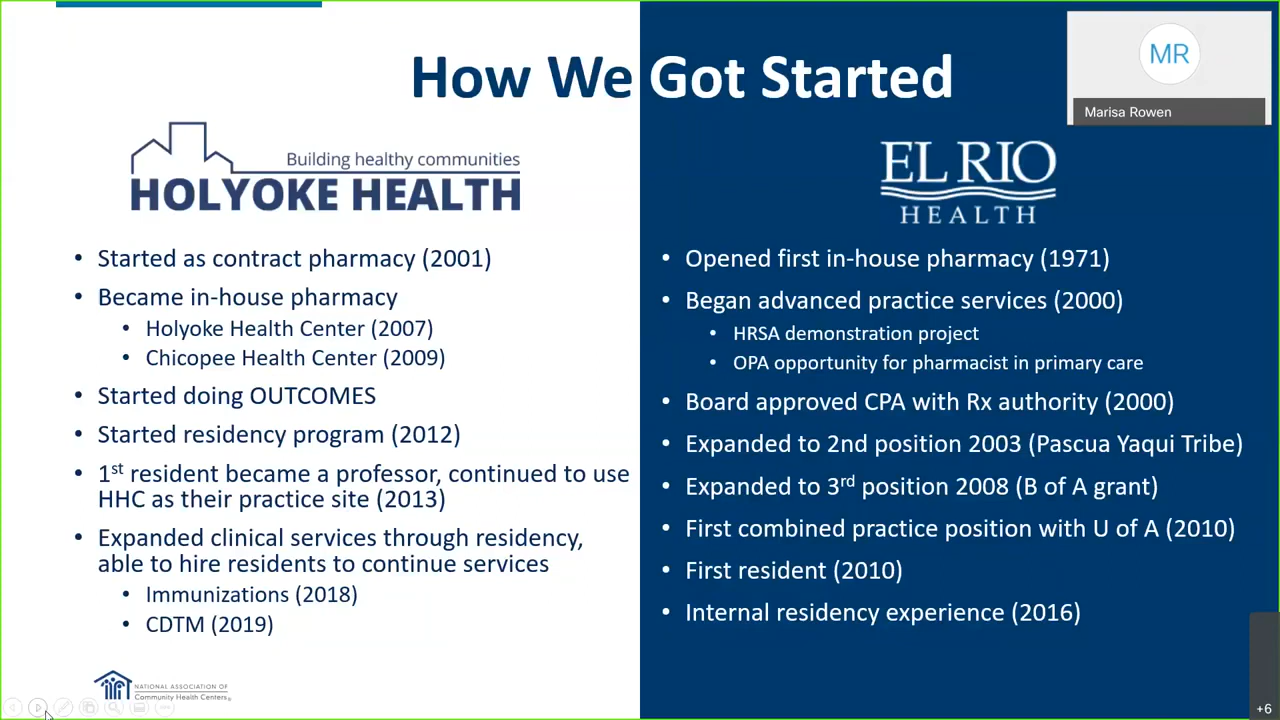 How We Got Started
MR
Marisa Rowen
Building healthy communities
HOLYOKE HEALTH
• Started as contract pharmacy (2001)
• Became in-house pharmacy
• Holyoke Health Center (2007)
• Chicopee Health Center (2009)
• Started doing OUTCOMES
• Started residency program (2012)
• 1st resident became a professor, continued to use
HHC as their practice site (2013)
• Expanded clinical services through residency,
able to hire residents to continue services
• Immunizations (2018)
• CDTM (2019)
NATIONAL ASSOCIATION OF
Community Health Centers
EL RIO
HEALTH
• Opened first in-house pharmacy (1971)
• Began advanced practice services (2000)
• HRSA demonstration project
• OPA opportunity for pharmacist in primary care
• Board approved CPA with Rx authority (2000)
• Expanded to 2nd position 2003 (Pascua Yaqui Tribe)
• Expanded to 3rd position 2008 (B of A grant)
• First combined practice position with U of A (2010)
• First resident (2010)
• Internal residency experience (2016)
+6